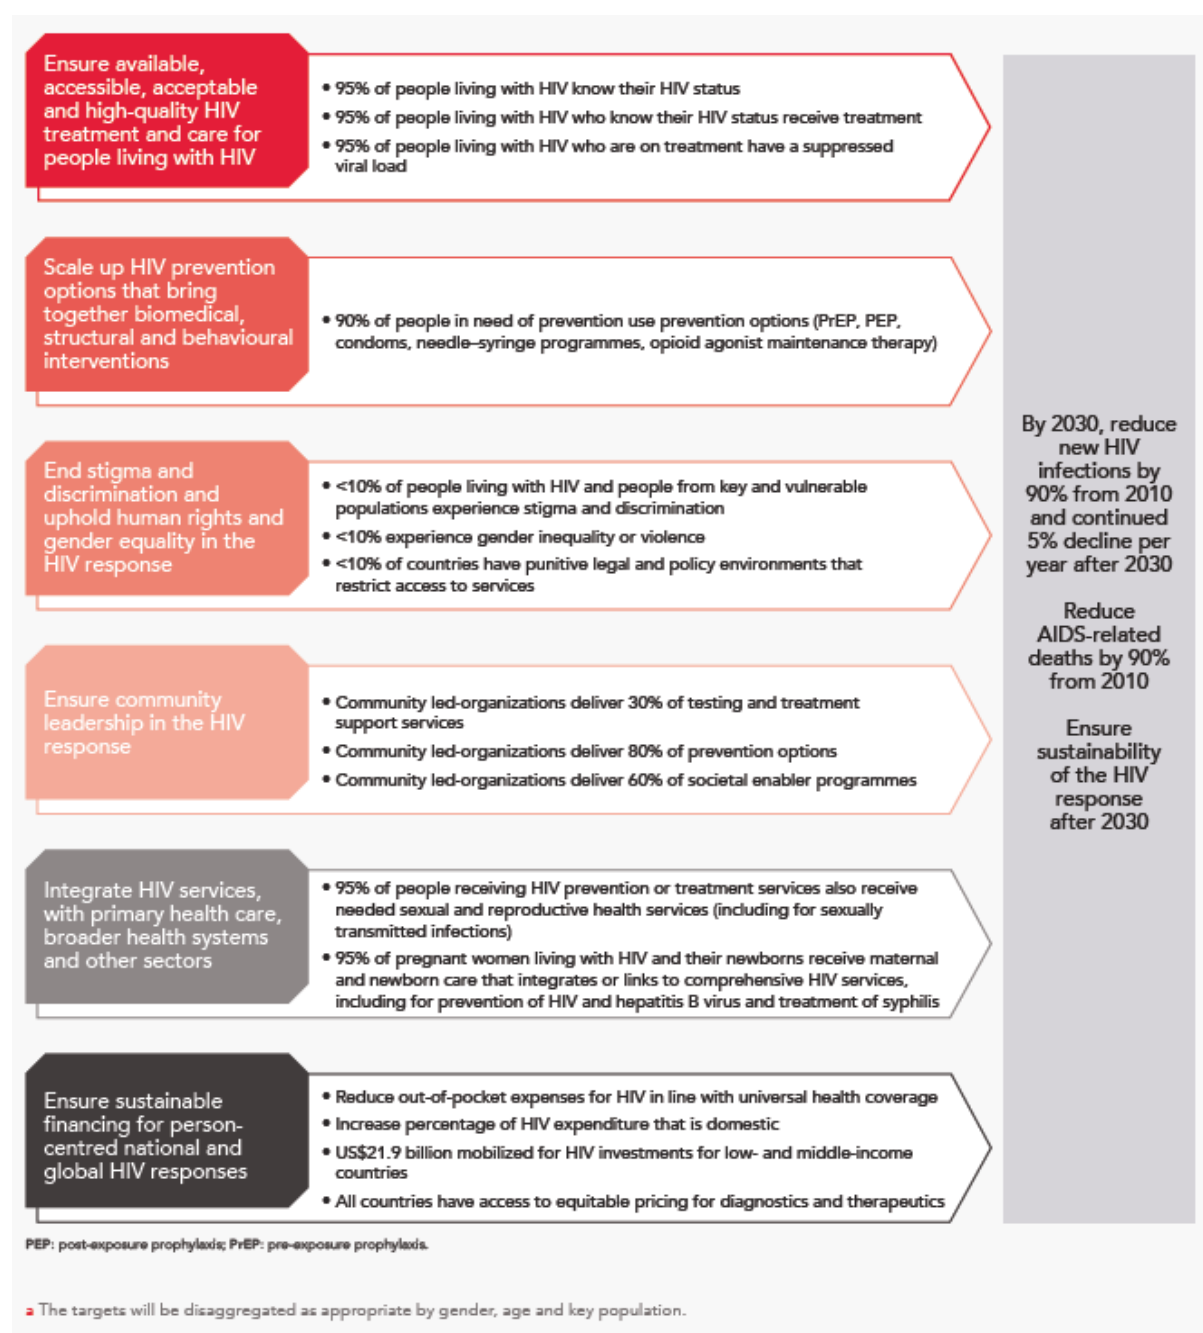 Ensure available,
accessible, acceptable
and high-quality HIV
treatment and care for
people living with HIV
• 95% of people living with HIV know their HIV status
• 95% of people living with HIV who know their HIV status receive treatment
• 95% of people living with HIV who are on treatment have a suppressed
viral load
Scale up HIV prevention
options that bring
together biomedical,
structural and behavioural
interventions
• 90% of people in need of prevention use prevention options (PrEP, PEP,
condoms, needle–syringe programmes, opioid agonist maintenance therapy)
End stigma and
discrimination and
uphold human rights and
gender equality in the
HIV response
• <10% of people living with HIV and people from key and vulnerable
populations experience stigma and discrimination
• <10% experience gender inequality or violence
• <10% of countries have punitive legal and policy environments that
restrict access to services
Ensure community
leadership in the HIV
response
• Community led-organizations deliver 30% of testing and treatment
support services
• Community led-organizations deliver 80% of prevention options
• Community led-organizations deliver 60% of societal enabler programmes
Integrate HIV services,
with primary health care,
broader health systems
and other sectors
• 95% of people receiving HIV prevention or treatment services also receive
needed sexual and reproductive health services (including for sexually
transmitted infections)
• 95% of pregnant women living with HIV and their newborns receive maternal
and newborn care that integrates or links to comprehensive HIV services,
including for prevention of HIV and hepatitis B virus and treatment of syphilis
Ensure sustainable
financing for person-
centred national and
global HIV responses
• Reduce out-of-pocket expenses for HIV in line with universal health coverage
• Increase percentage of HIV expenditure that is domestic
• US$21.9 billion mobilized for HIV investments for low- and middle-income
countries
• All countries have access to equitable pricing for diagnostics and therapeutics
By 2030, reduce
new HIV
infections by
90% from 2010
and continued
5% decline per
year after 2030
Reduce
AIDS-related
deaths by 90%
from 2010
Ensure
sustainability
of the HIV
response
after 2030
PEP: post-exposure prophylaxis; PrEP: pre-exposure prophylaxis.
a The targets will be disaggregated as appropriate by gender, age and key population.